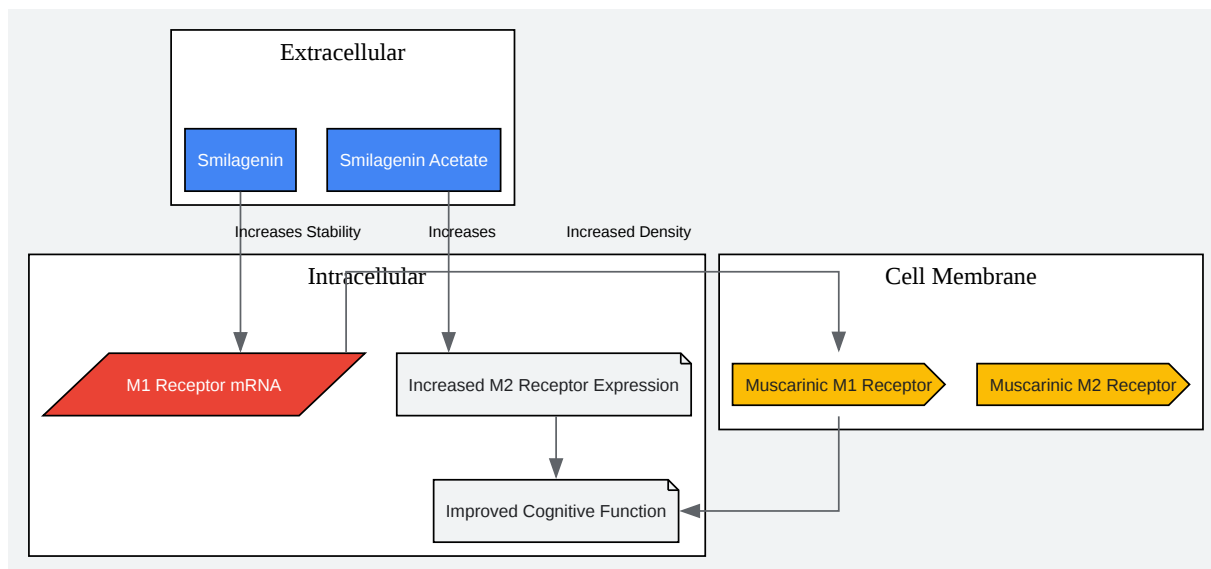 Extracellular
Smilagenin
Smilagenin Acetate
Increases Stability
Increases
Increased Density
Intracellular
Cell Membrane
M1 Receptor mRNA
Increased M2 Receptor Expression
Muscarinic M1 Receptor
Muscarinic M2 Receptor
Improved Cognitive Function